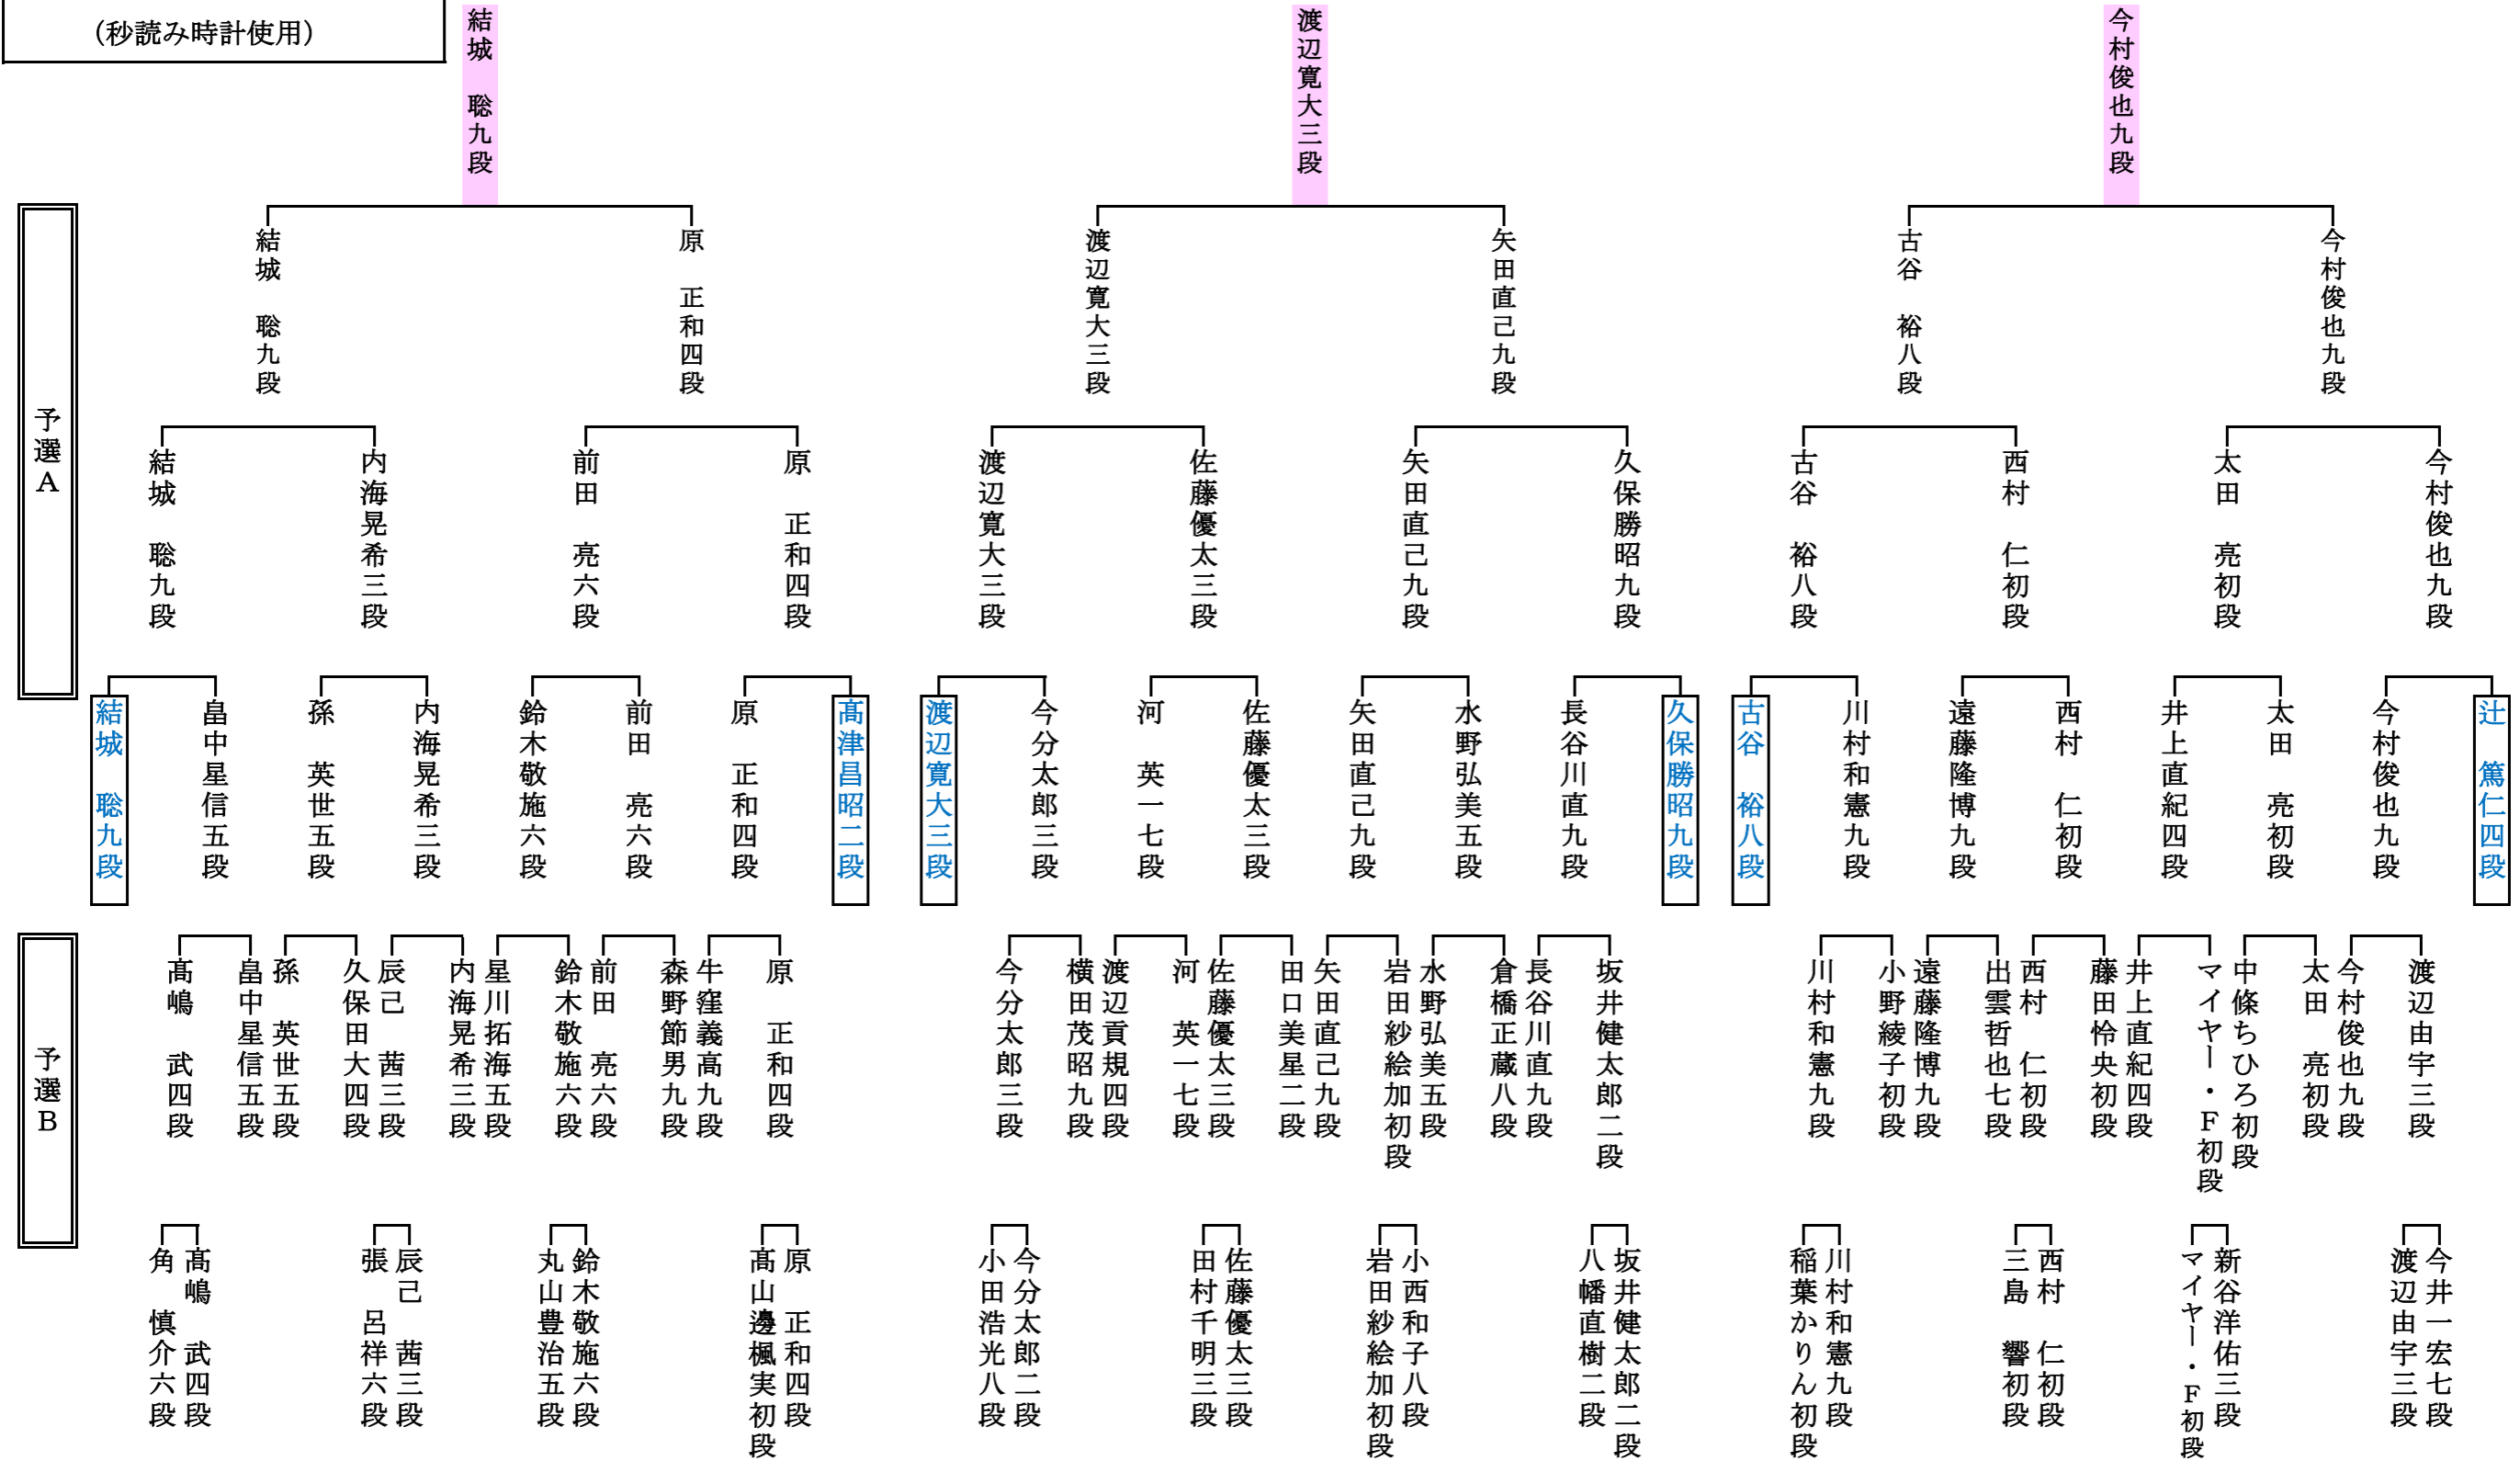 （秒読み時計使用）
結城　聡九段
渡辺寛大三段
今村俊也九段
予選A
結城　聡九段
原　正和四段
渡辺寛大三段
矢田直己九段
古谷　裕八段
今村俊也九段
結城　聡九段
内海晃希三段
前田　亮六段
原　正和四段
渡辺寛大三段
佐藤優太三段
矢田直己九段
久保勝昭九段
古谷　裕八段
西村　仁初段
太田　亮初段
今村俊也九段
結城　聡九段
畠中星信五段
孫　英世五段
内海晃希三段
鈴木敬施六段
前田　亮六段
原　正和四段
髙津昌昭二段
渡辺寛大三段
今分太郎三段
河　英一七段
佐藤優太三段
矢田直己九段
水野弘美五段
長谷川直九段
久保勝昭九段
古谷　裕八段
川村和憲九段
遠藤隆博九段
西村　仁初段
井上直紀四段
太田　亮初段
今村俊也九段
辻　篤仁四段
予選B
髙嶋　武四段
畠中星信五段
孫　英世五段
久保田大四段
辰己　茜三段
内海晃希三段
星川拓海五段
鈴木敬施六段
前田　亮六段
森野節男九段
牛窪義高九段
原　正和四段
今分太郎三段
横田茂昭九段
渡辺貢規四段
河　英一七段
佐藤優太三段
田口美星二段
矢田直己九段
岩田紗絵加初段
水野弘美五段
倉橋正蔵八段
長谷川直九段
坂井健太郎二段
川村和憲九段
小野綾子初段
遠藤隆博九段
出雲哲也七段
西村　仁初段
藤田怜央初段
井上直紀四段
マイヤー・F初段
中條ちひろ初段
太田　亮初段
今村俊也九段
渡辺由宇三段
角　慎介六段
髙嶋　武四段
張　呂祥六段
辰己　茜三段
丸山豊治五段
鈴木敬施六段
髙山邊楓実初段
原　正和四段
小田浩光八段
今分太郎二段
田村千明三段
佐藤優太三段
岩田紗絵加初段
小西和子八段
八幡直樹二段
坂井健太郎二段
稲葉かりん初段
川村和憲九段
三島　響初段
西村　仁初段
マイヤー・F初段
新谷洋佑三段
渡辺由宇三段
今井一宏七段